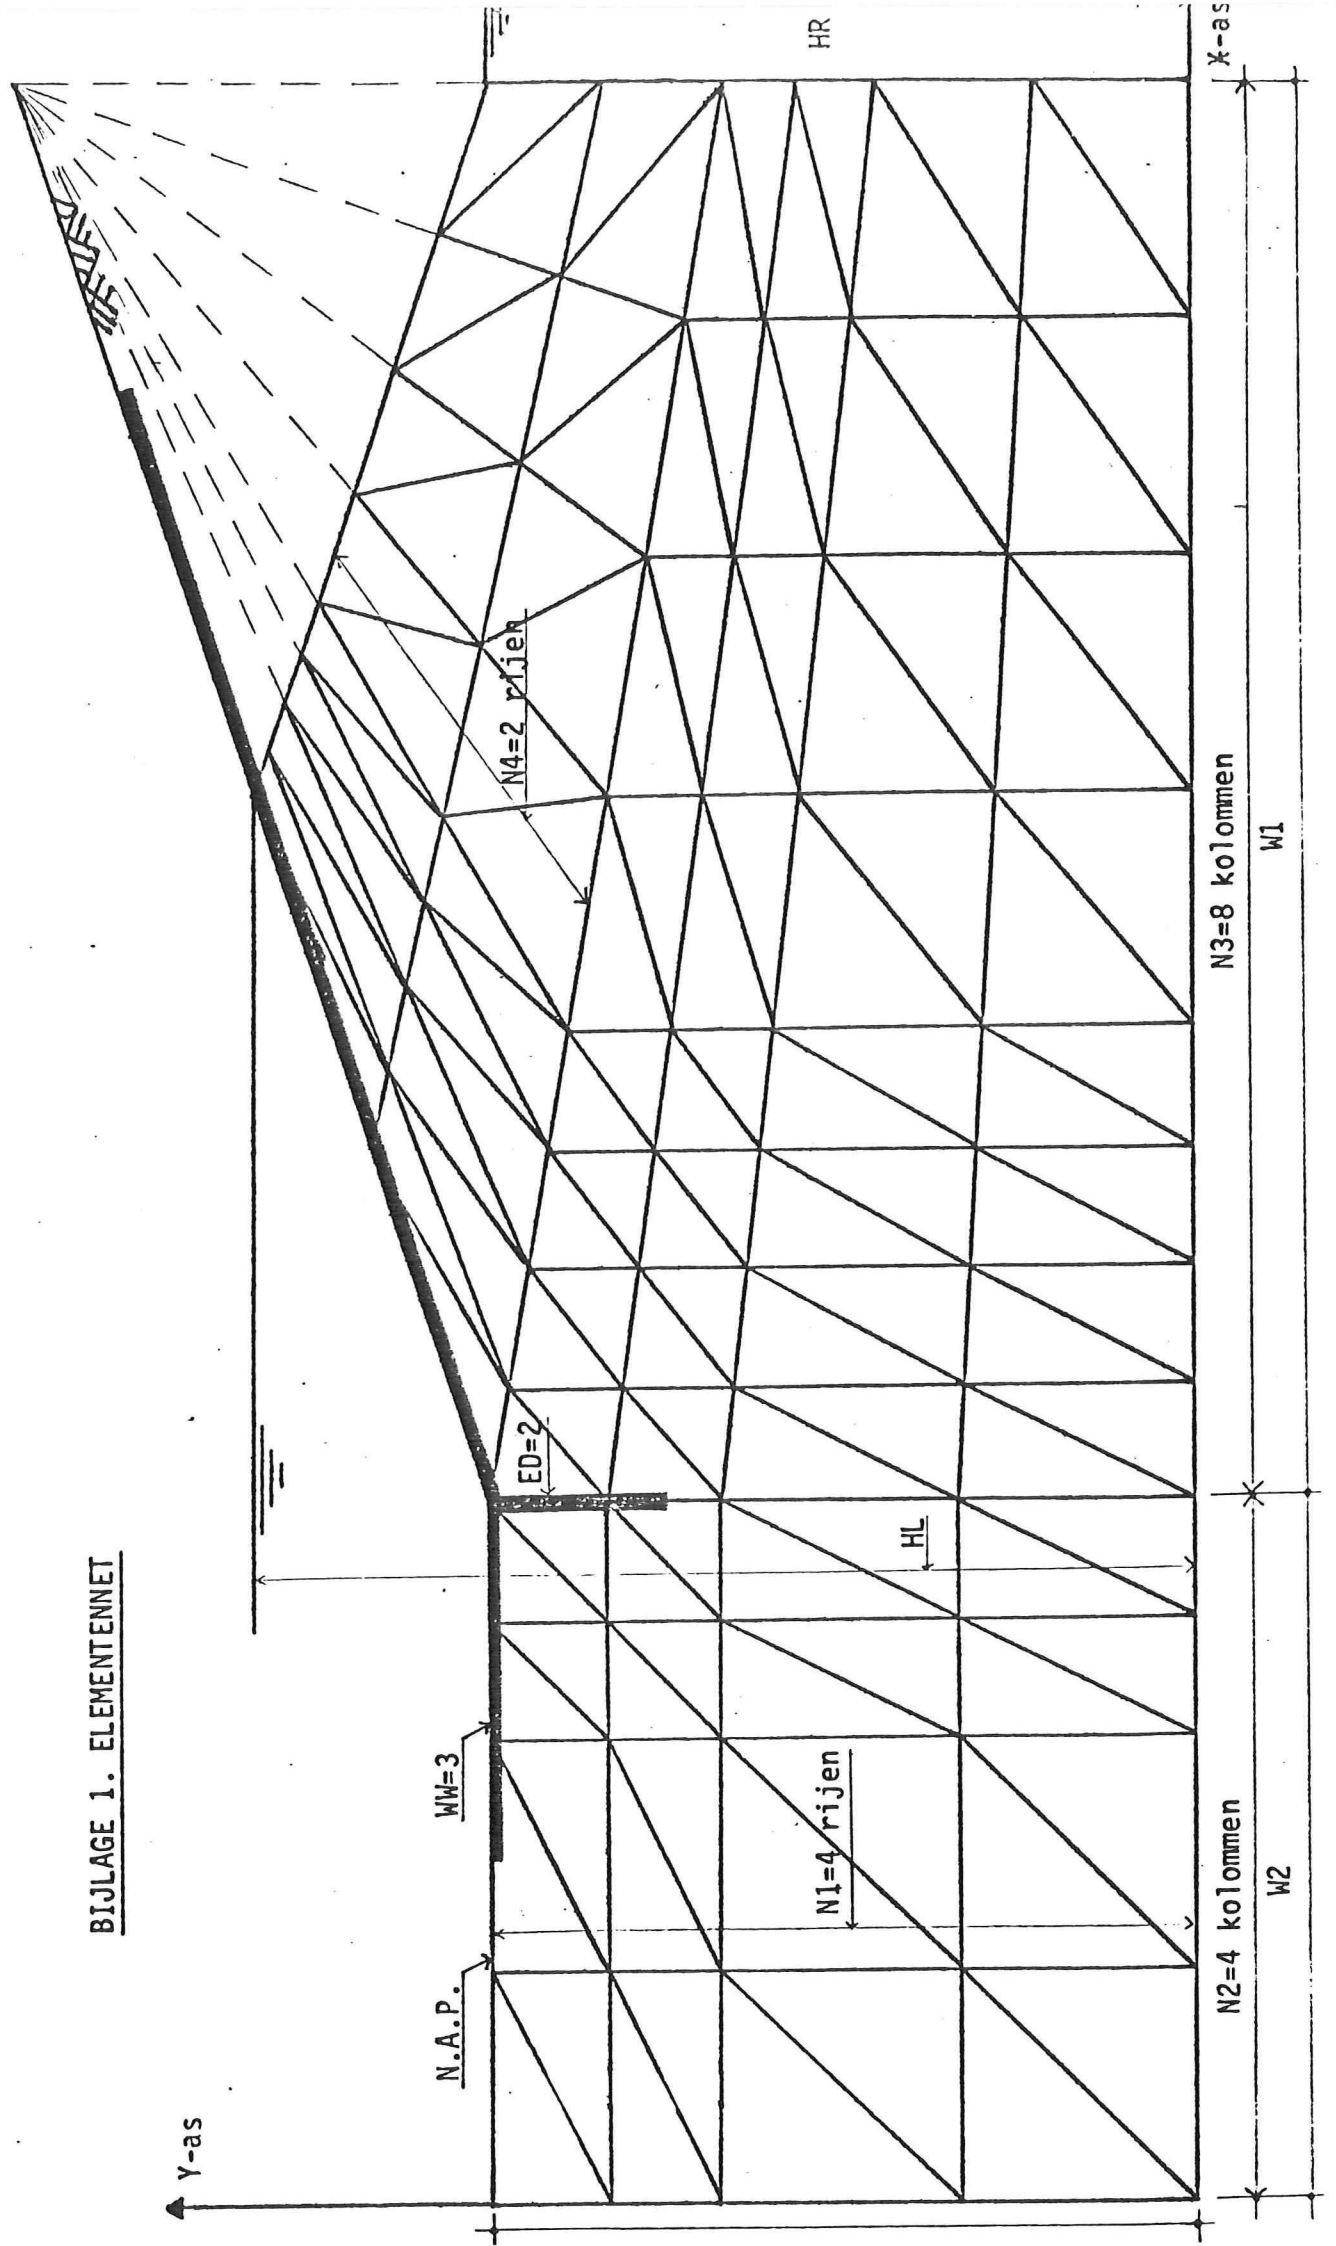 BIJLAGE 1. ELEMENTENNET
Y-as
N.A.P.
WW=3
ED=2
HL
N1=4 rijen
N4=2 rijen
HR
X-as
N2=4 kolommen
N3=8 kolommen
W2
W1